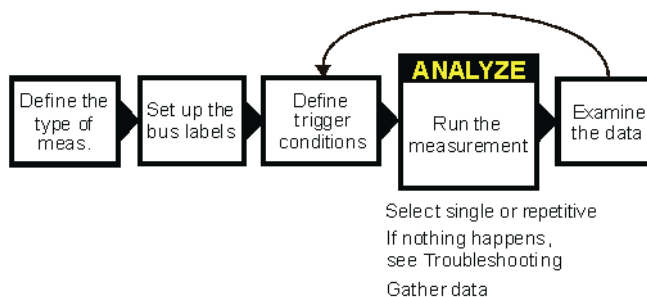 ANALYZE
Define the
type of
meas.
Set up the
bus labels
Define
trigger
conditions
Run the
measurement
Examine
the data
Select single or repetitive
If nothing happens,
see Troubleshooting
Gather data